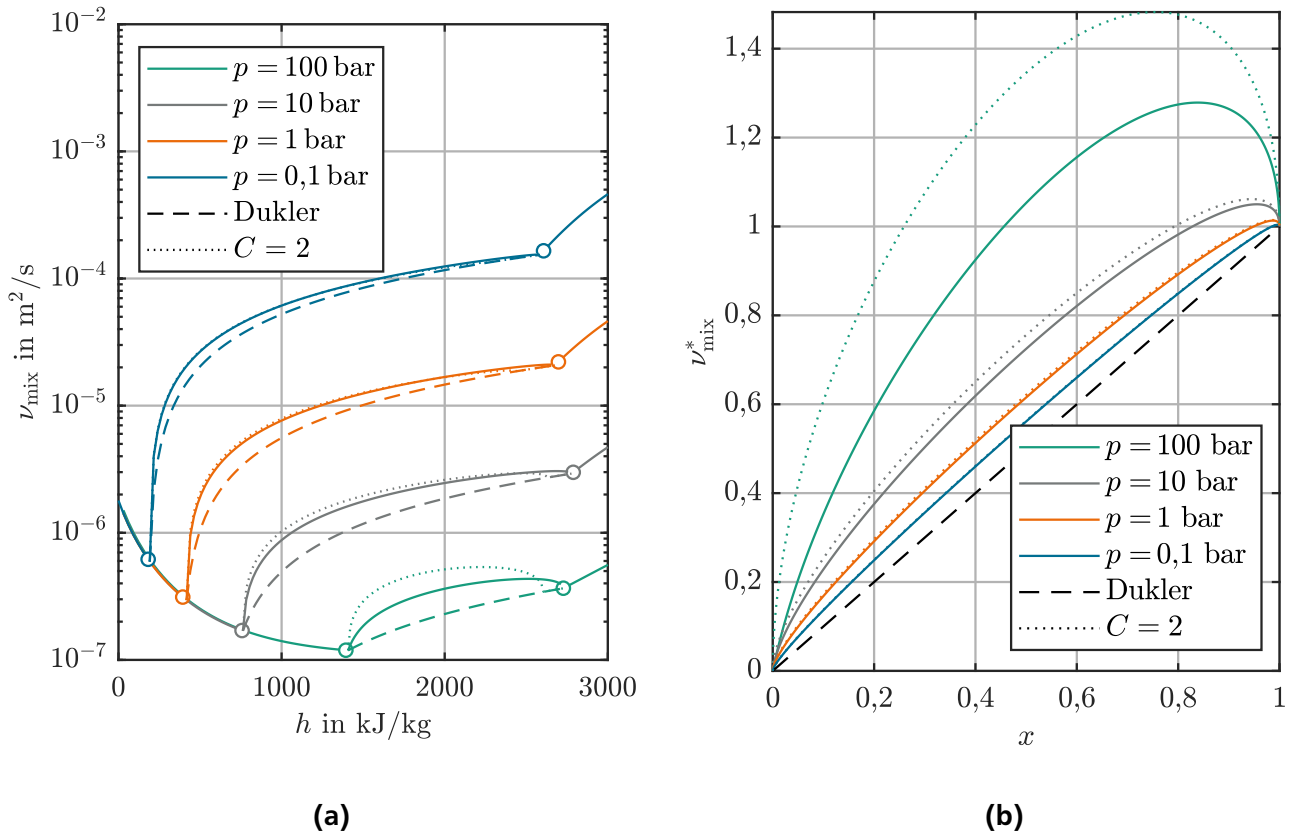 10⁻²
10⁻³
10⁻⁴
10⁻⁵
10⁻⁶
10⁻⁷
ν_mix in m²/s
p = 100 bar
p = 10 bar
p = 1 bar
p = 0,1 bar
Dukler
C = 2
0 1000 2000 3000
h in kJ/kg
(a)
1,4
1,2
1
0,8
0,6
0,4
0,2
0
ν*_mix
p = 100 bar
p = 10 bar
p = 1 bar
p = 0,1 bar
Dukler
C = 2
0 0,2 0,4 0,6 0,8 1
x
(b)